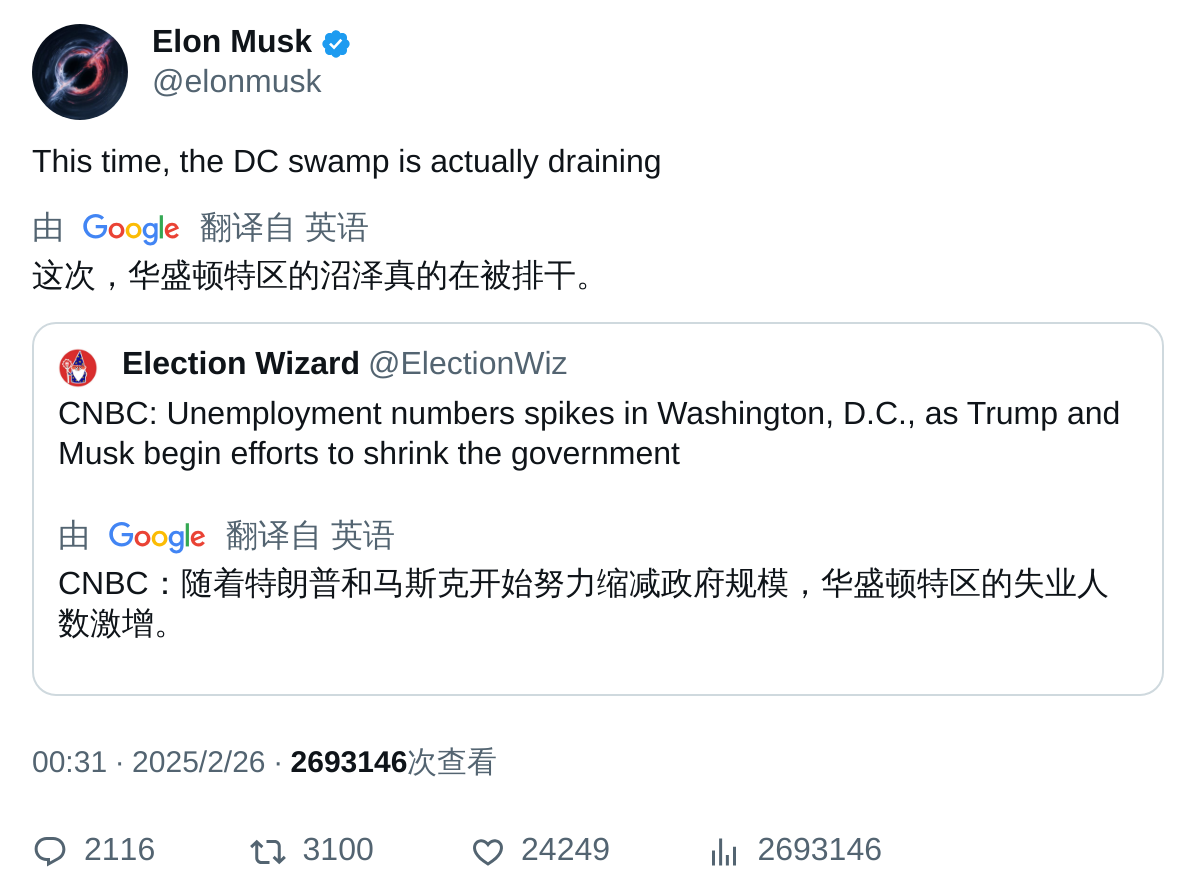 Elon Musk
@elonmusk
This time, the DC swamp is actually draining
由 Google 翻译自 英语
这次，华盛顿特区的沼泽真的在被排干。
Election Wizard @ElectionWiz
CNBC: Unemployment numbers spikes in Washington, D.C., as Trump and
Musk begin efforts to shrink the government
由 Google 翻译自 英语
CNBC：随着特朗普和马斯克开始努力缩减政府规模，华盛顿特区的失业人
数激增。
00:31 · 2025/2/26 · 2693146次查看
2116 3100 24249 2693146